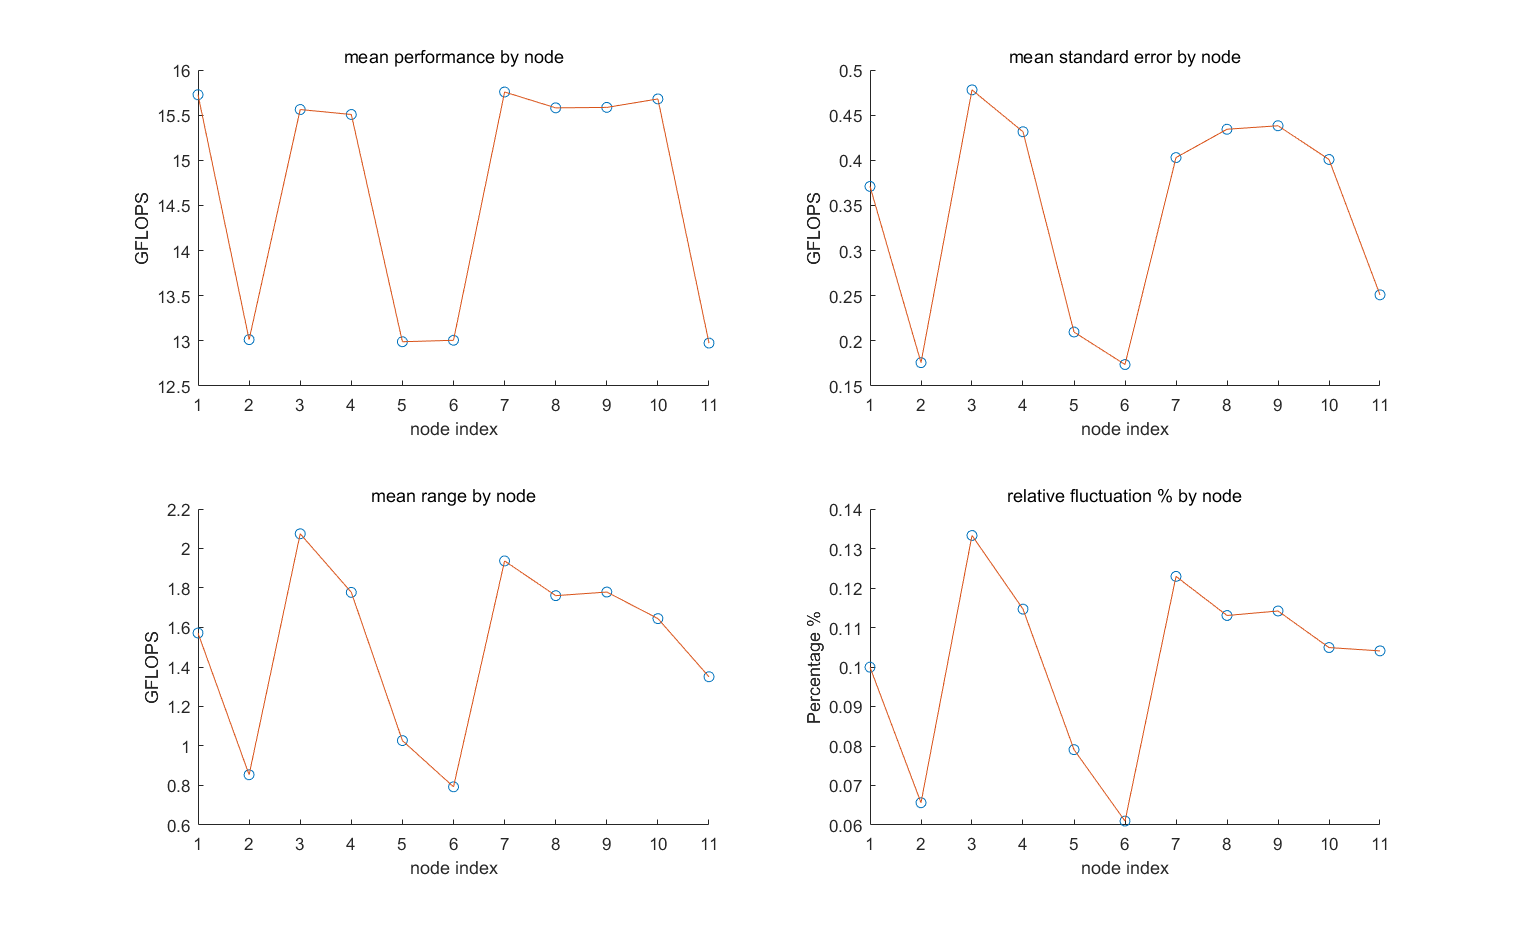 mean performance by node
16
15.5
15
14.5
14
13.5
13
12.5
GFLOPS
1 2 3 4 5 6 7 8 9 10 11
node index
mean standard error by node
0.5
0.45
0.4
0.35
0.3
0.25
0.2
0.15
GFLOPS
1 2 3 4 5 6 7 8 9 10 11
node index
mean range by node
2.2
2
1.8
1.6
1.4
1.2
1
0.8
0.6
GFLOPS
1 2 3 4 5 6 7 8 9 10 11
node index
relative fluctuation % by node
0.14
0.13
0.12
0.11
0.1
0.09
0.08
0.07
0.06
Percentage %
1 2 3 4 5 6 7 8 9 10 11
node index